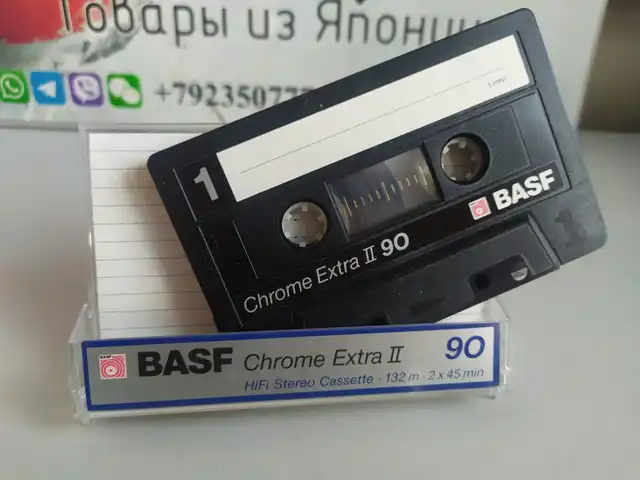 Товары из Японии
+79235077
1
BASF
Chrome Extra II 90
BASF Chrome Extra II 90
HiFi Stereo Cassette · 132 m · 2 x 45 min